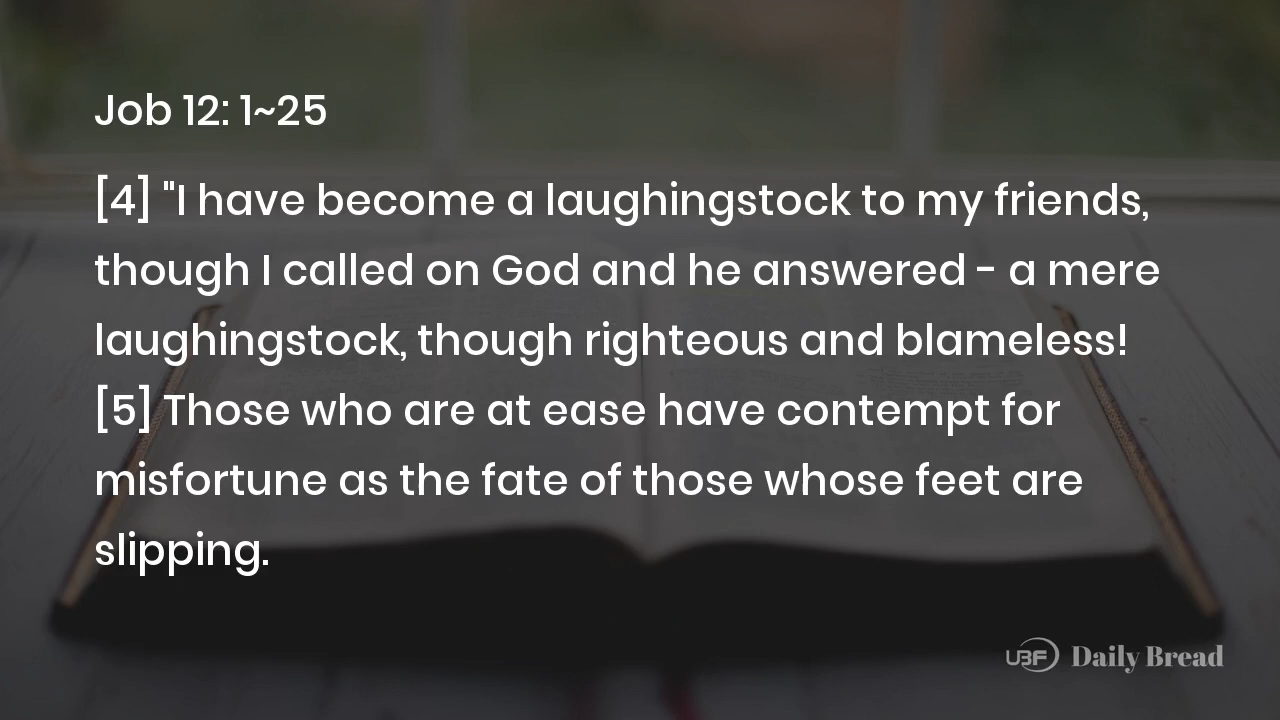 Job 12: 1~25
[4] "I have become a laughingstock to my friends,
though I called on God and he answered - a mere
laughingstock, though righteous and blameless!
[5] Those who are at ease have contempt for
misfortune as the fate of those whose feet are
slipping.
UBF Daily Bread